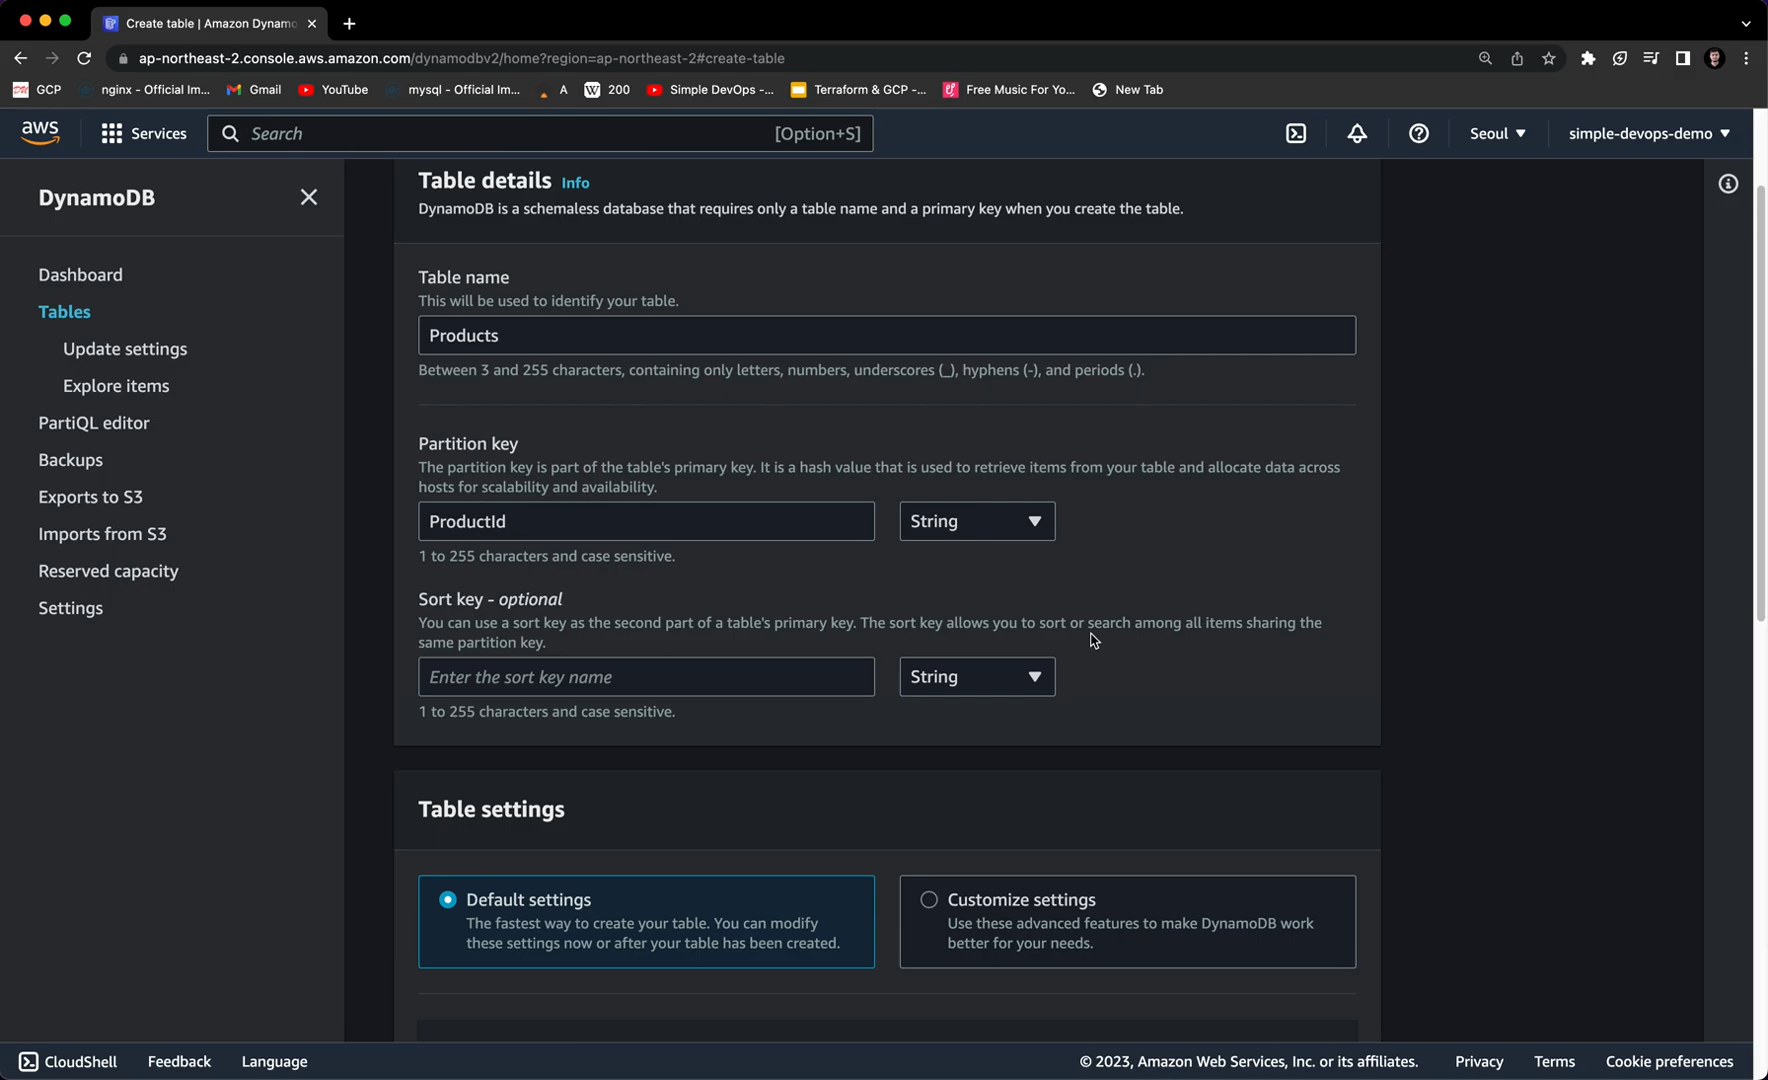 Create table | Amazon Dynamo
ap-northeast-2.console.aws.amazon.com/dynamodbv2/home?region=ap-northeast-2#create-table
GCP nginx - Official Im... Gmail YouTube mysql - Official Im... A 200 Simple DevOps -... Terraform & GCP -... Free Music For Yo... New Tab
aws Services Search [Option+S] Seoul simple-devops-demo
DynamoDB
Dashboard
Tables
Update settings
Explore items
PartiQL editor
Backups
Exports to S3
Imports from S3
Reserved capacity
Settings
Table details Info
DynamoDB is a schemaless database that requires only a table name and a primary key when you create the table.
Table name
This will be used to identify your table.
Products
Between 3 and 255 characters, containing only letters, numbers, underscores (_), hyphens (-), and periods (.).
Partition key
The partition key is part of the table's primary key. It is a hash value that is used to retrieve items from your table and allocate data across
hosts for scalability and availability.
ProductId String
1 to 255 characters and case sensitive.
Sort key - optional
You can use a sort key as the second part of a table's primary key. The sort key allows you to sort or search among all items sharing the
same partition key.
Enter the sort key name String
1 to 255 characters and case sensitive.
Table settings
Default settings
The fastest way to create your table. You can modify
these settings now or after your table has been created.
Customize settings
Use these advanced features to make DynamoDB work
better for your needs.
CloudShell Feedback Language © 2023, Amazon Web Services, Inc. or its affiliates. Privacy Terms Cookie preferences